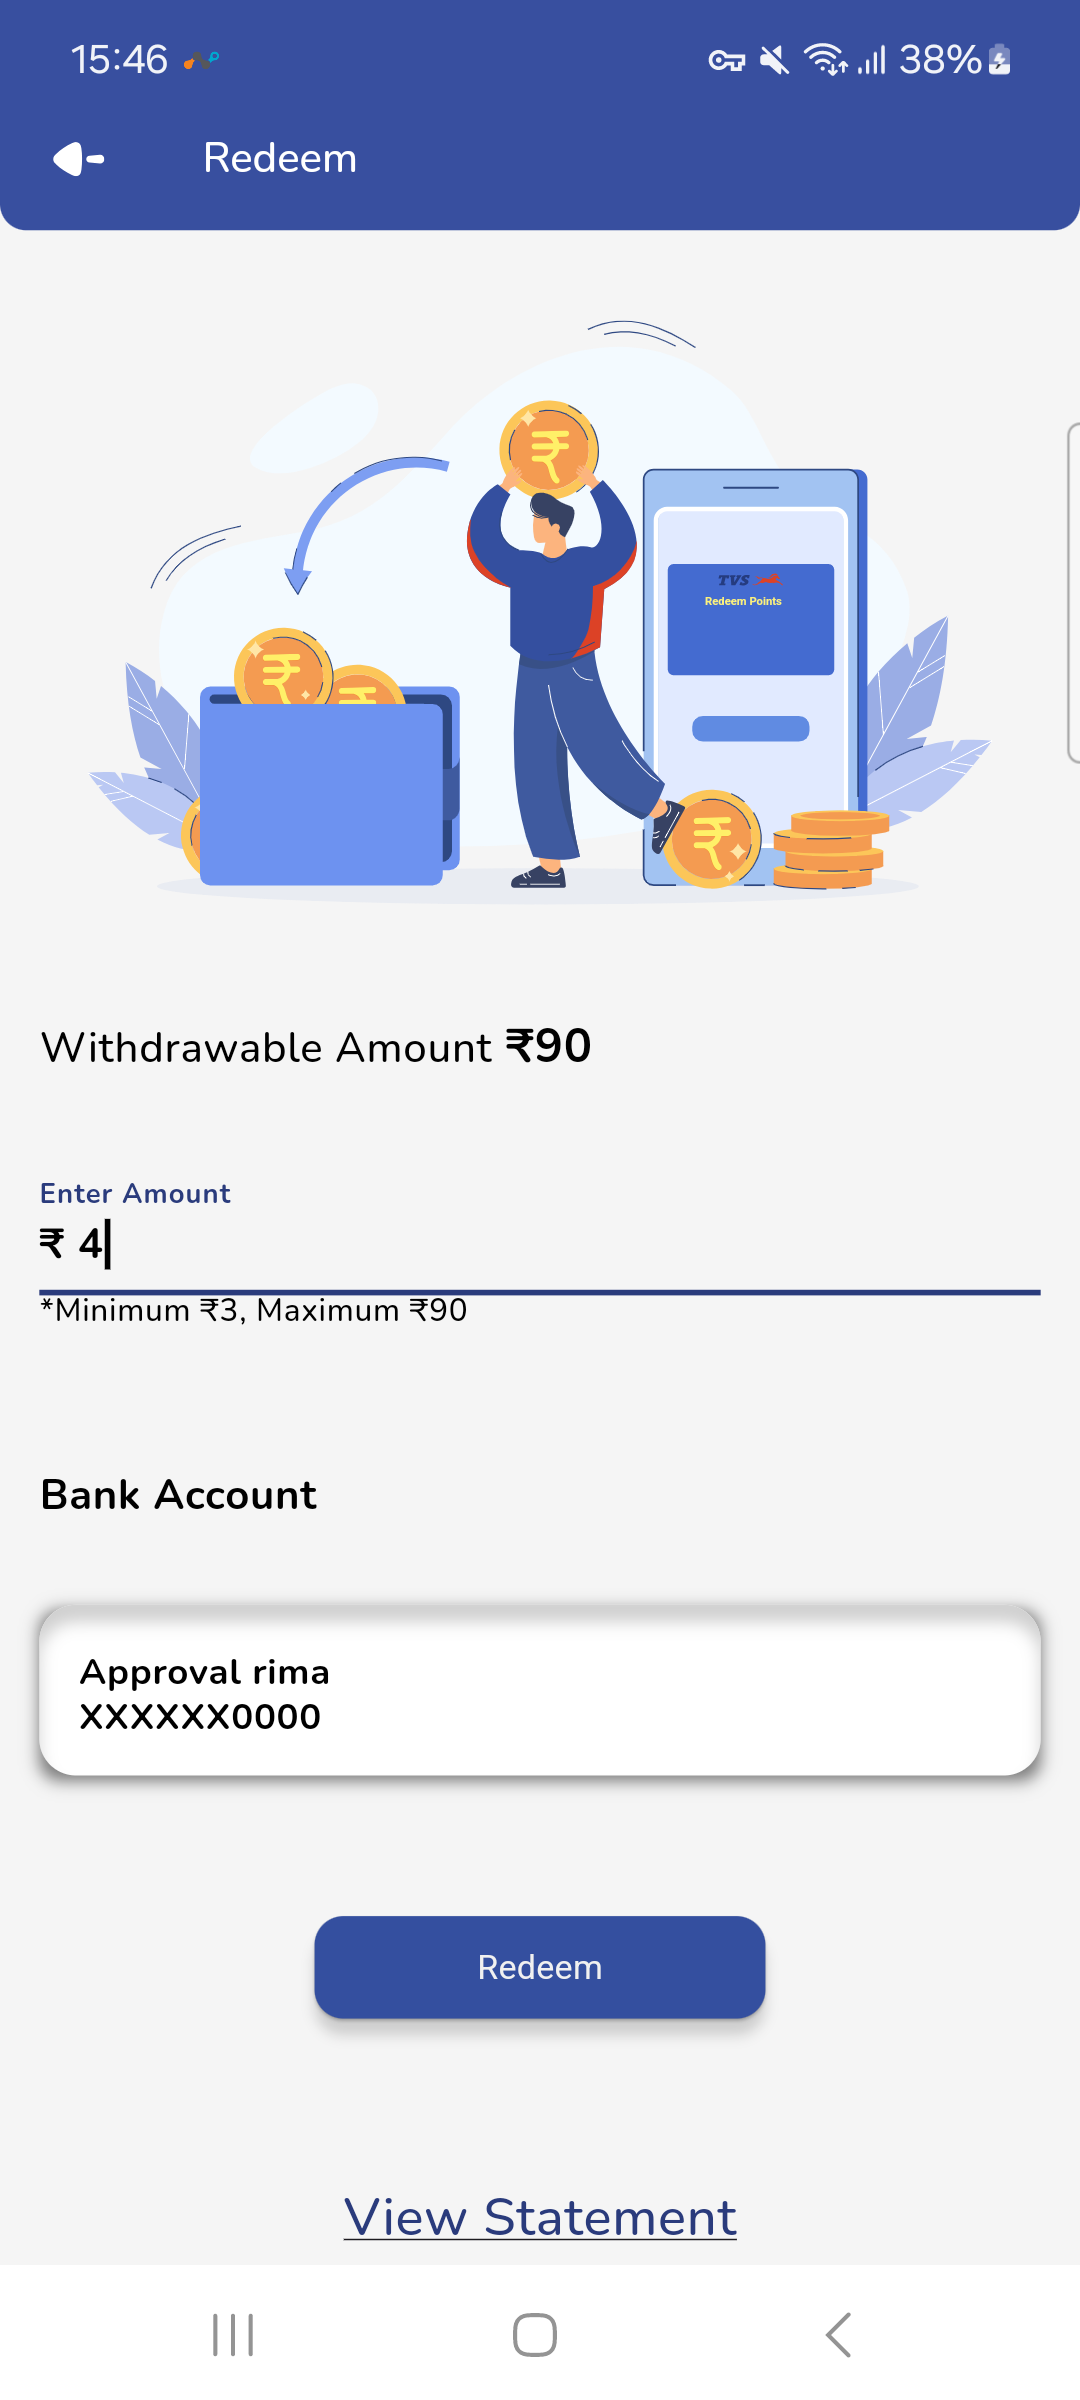 15:46
38%
Redeem
TVS
Redeem Points
Withdrawable Amount ₹90
Enter Amount
₹ 4
*Minimum ₹3, Maximum ₹90
Bank Account
Approval rima
XXXXXX0000
Redeem
View Statement